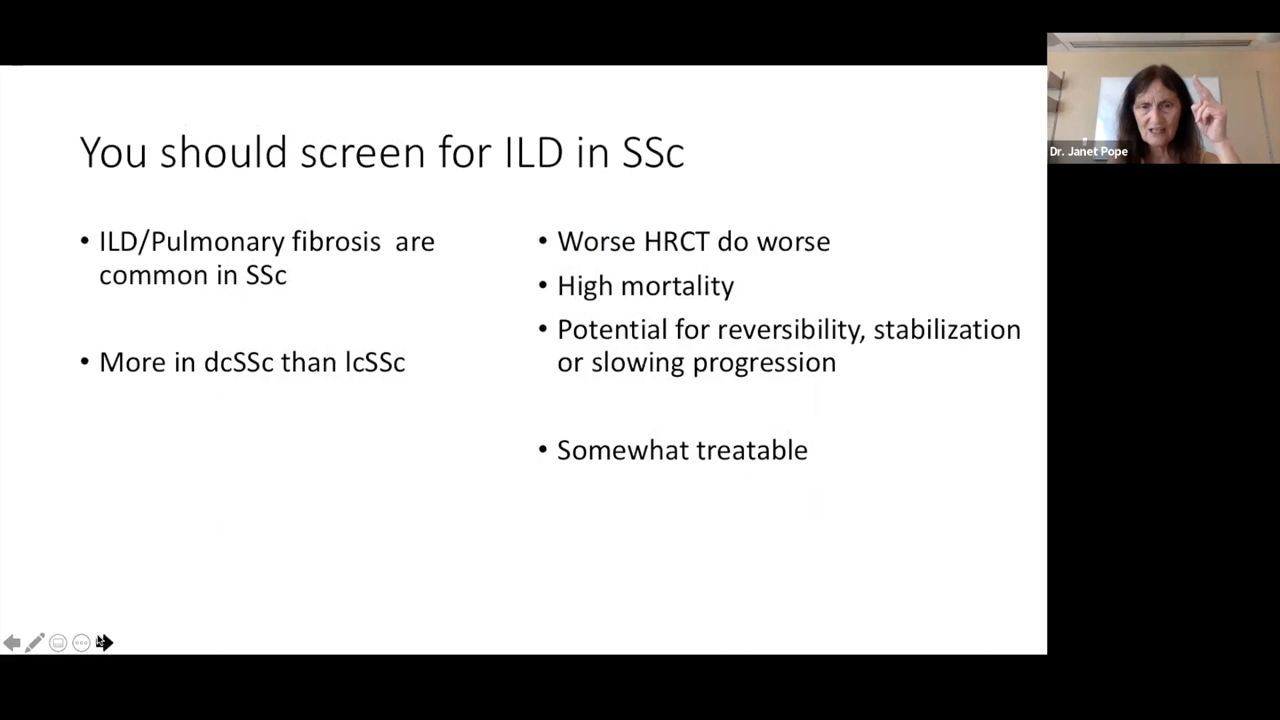 You should screen for ILD in SSc
• ILD/Pulmonary fibrosis are
common in SSc
• More in dcSSc than lcSSc
• Worse HRCT do worse
• High mortality
• Potential for reversibility, stabilization
or slowing progression
• Somewhat treatable
Dr. Janet Pope